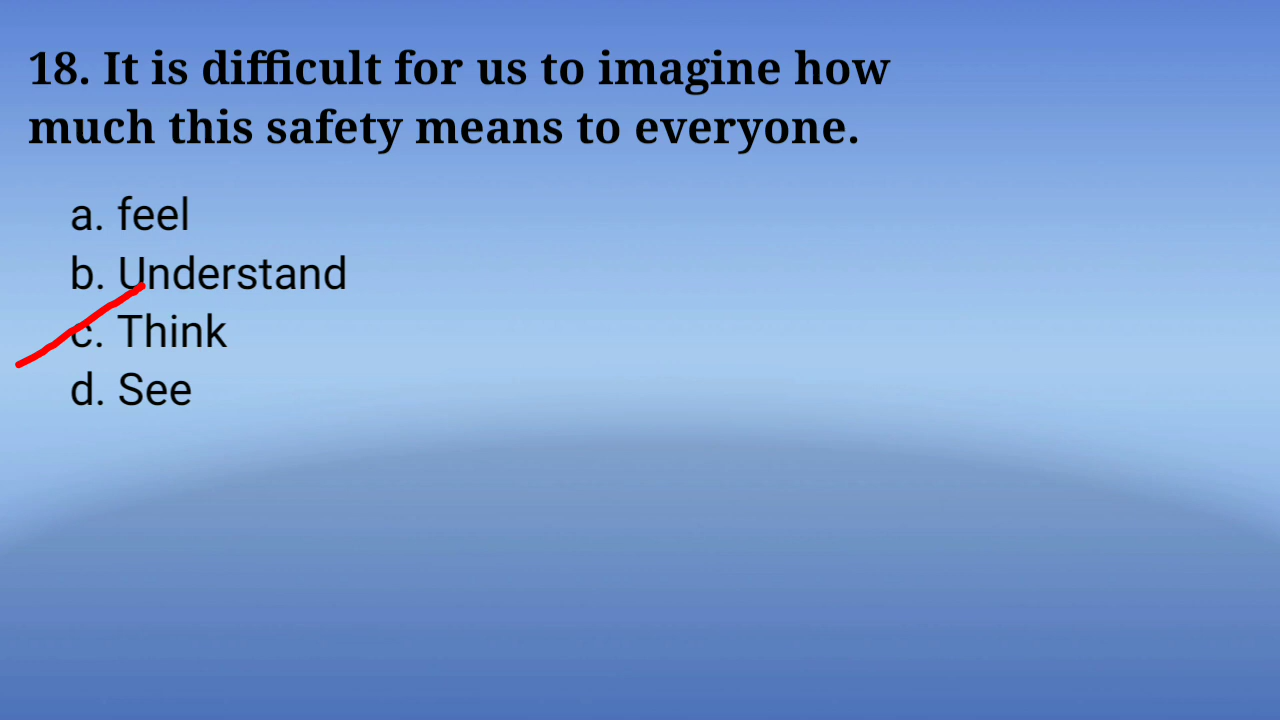 18. It is difficult for us to imagine how
much this safety means to everyone.
a. feel
b. Understand
c. Think
d. See